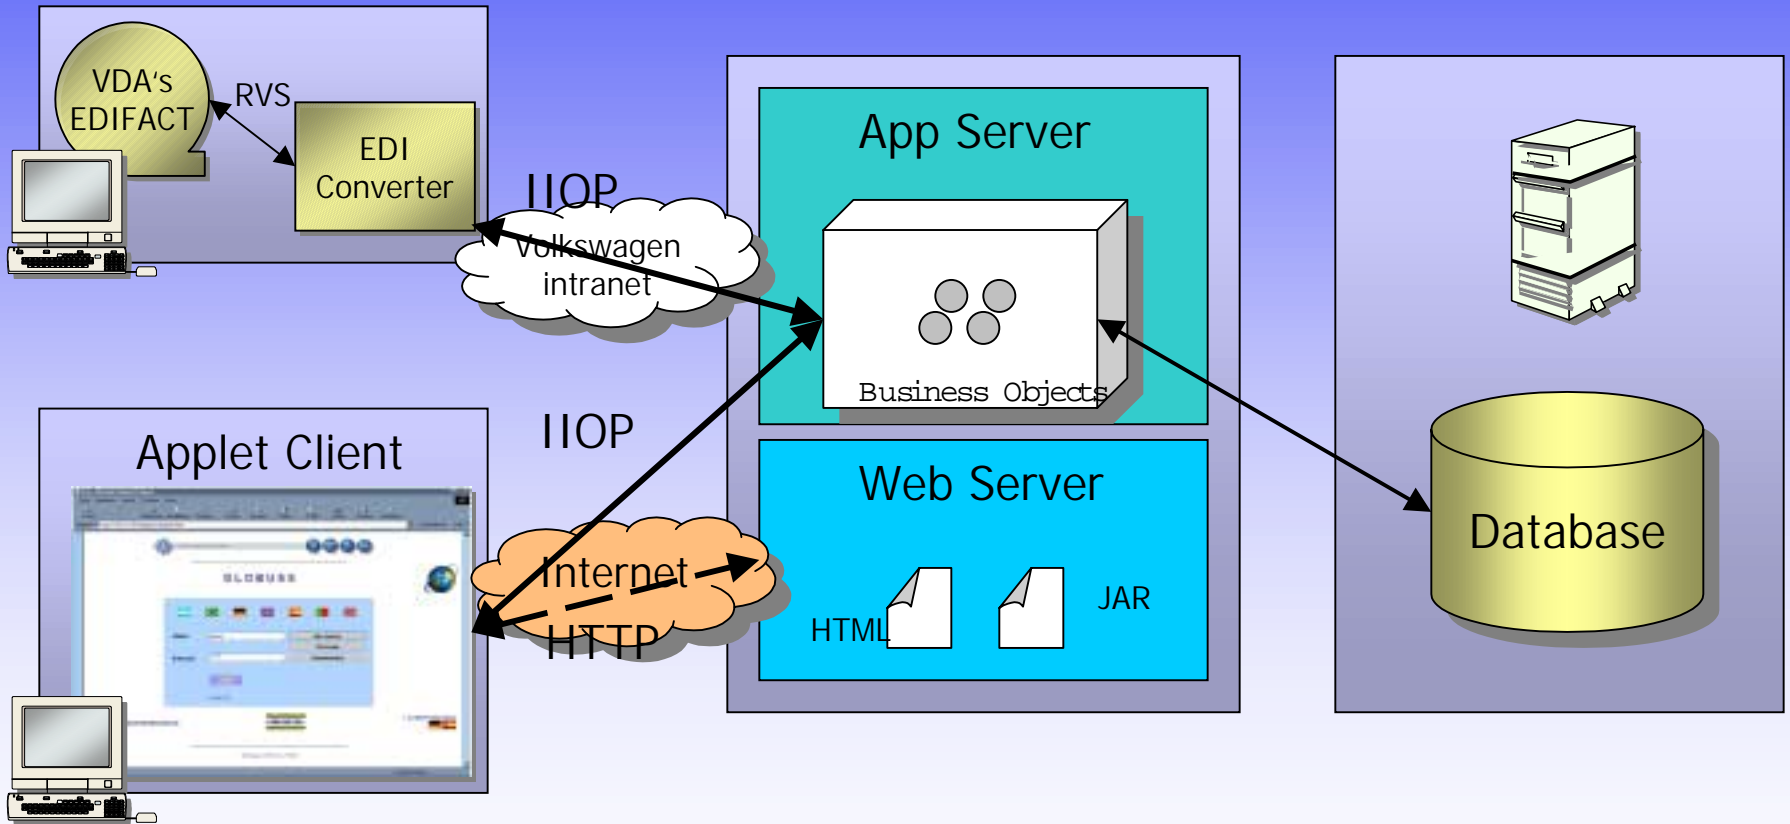 VDA's
EDIFACT
RVS
EDI
Converter
IIOP
Volkswagen
intranet
App Server
Business Objects
Applet Client
GLOBUSS
IIOP
Internet
HTTP
Web Server
HTML
JAR
Database